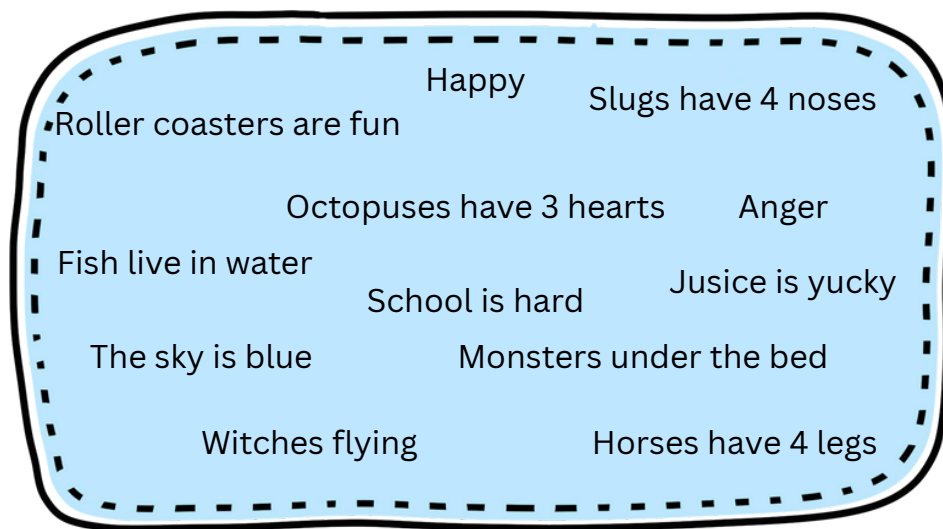 Happy
Slugs have 4 noses
Roller coasters are fun
Octopuses have 3 hearts
Anger
Fish live in water
Jusice is yucky
School is hard
The sky is blue
Monsters under the bed
Witches flying
Horses have 4 legs